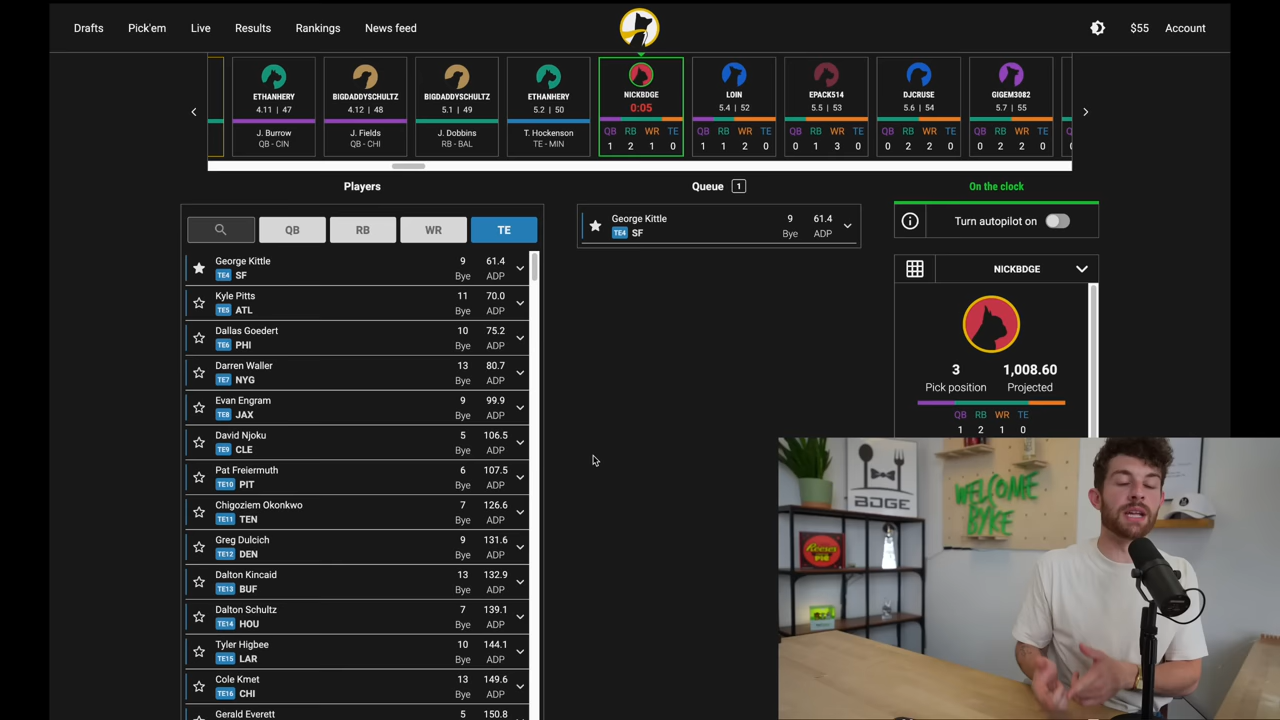 Drafts Pick'em Live Results Rankings News feed $55 Account
ETHANHERY
4.11 | 47
J. Burrow
QB - CIN
BIGDADDYSCHULTZ
4.12 | 48
J. Fields
QB - CHI
BIGDADDYSCHULTZ
5.1 | 49
J. Dobbins
RB - BAL
ETHANHERY
5.2 | 50
T. Hockenson
TE - MIN
NICKBDGE
0:05
QB RB WR TE
1 2 1 0
LOIN
5.4 | 52
QB RB WR TE
1 1 2 0
EPACK514
5.5 | 53
QB RB WR TE
0 1 3 0
DJCRUSE
5.6 | 54
QB RB WR TE
0 2 2 0
GIGEM3082
5.7 | 55
QB RB WR TE
0 2 2 0
Players
QB RB WR TE
George Kittle 9 61.4
TE4 SF Bye ADP
Kyle Pitts 11 70.0
TE5 ATL Bye ADP
Dallas Goedert 10 75.2
TE6 PHI Bye ADP
Darren Waller 13 80.7
TE7 NYG Bye ADP
Evan Engram 9 99.9
TE8 JAX Bye ADP
David Njoku 5 106.5
TE9 CLE Bye ADP
Pat Freiermuth 6 107.5
TE10 PIT Bye ADP
Chigoziem Okonkwo 7 126.6
TE11 TEN Bye ADP
Greg Dulcich 9 131.6
TE12 DEN Bye ADP
Dalton Kincaid 13 132.9
TE13 BUF Bye ADP
Dalton Schultz 7 139.1
TE14 HOU Bye ADP
Tyler Higbee 10 144.1
TE15 LAR Bye ADP
Cole Kmet 13 149.6
TE16 CHI Bye ADP
Gerald Everett 5 150.8
Queue 1
George Kittle 9 61.4
TE4 SF Bye ADP
On the clock
Turn autopilot on
NICKBDGE
3 1,008.60
Pick position Projected
QB RB WR TE
1 2 1 0
BDGE
WELCOME
BYKE
Reese's